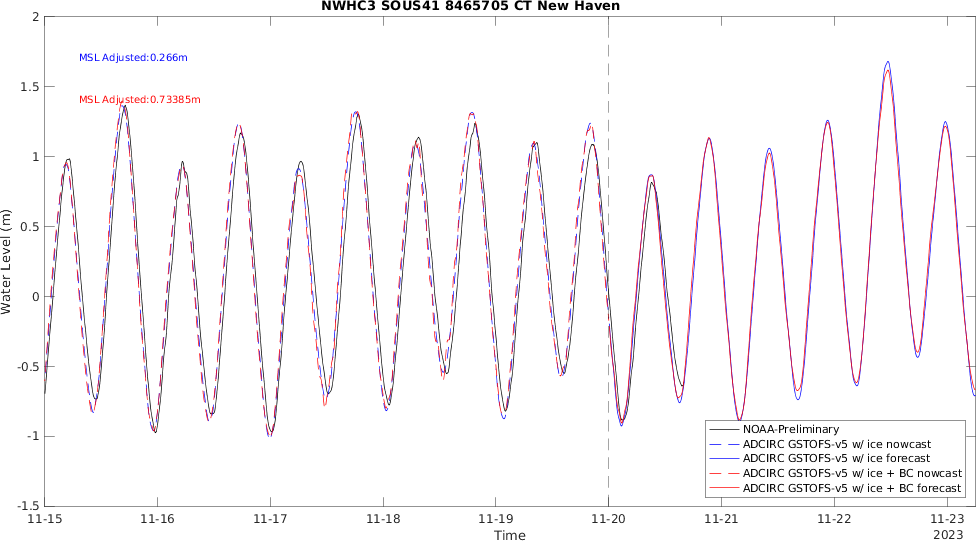 NWHC3 SOUS41 8465705 CT New Haven
2
MSL Adjusted:0.266m
1.5
MSL Adjusted:0.73385m
1
0.5
Water Level (m)
0
-0.5
-1
-1.5
NOAA-Preliminary
ADCIRC GSTOFS-v5 w/ ice nowcast
ADCIRC GSTOFS-v5 w/ ice forecast
ADCIRC GSTOFS-v5 w/ ice + BC nowcast
ADCIRC GSTOFS-v5 w/ ice + BC forecast
11-15 11-16 11-17 11-18 11-19 11-20 11-21 11-22 11-23
Time
2023